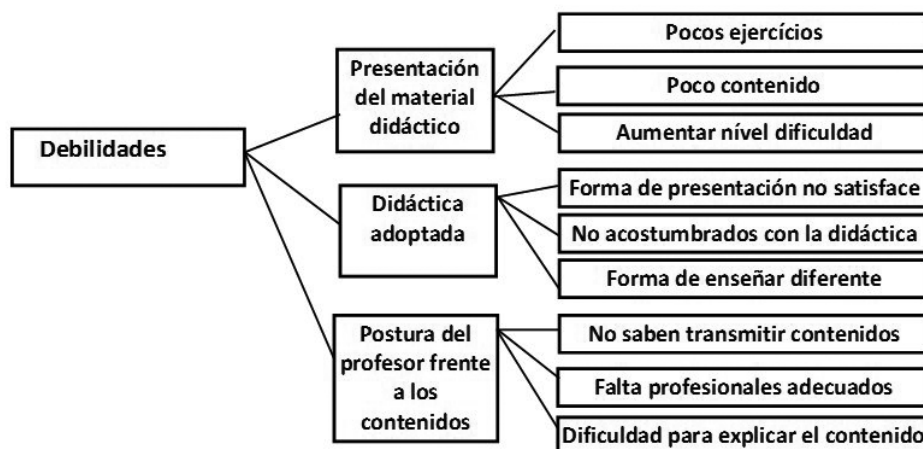 Debilidades
Presentación
del material
didáctico
Pocos ejercícios
Poco contenido
Aumentar nível dificuldad
Didáctica
adoptada
Forma de presentación no satisface
No acostumbrados con la didáctica
Forma de enseñar diferente
Postura del
profesor frente
a los
contenidos
No saben transmitir contenidos
Falta profesionales adecuados
Dificuldad para explicar el contenido